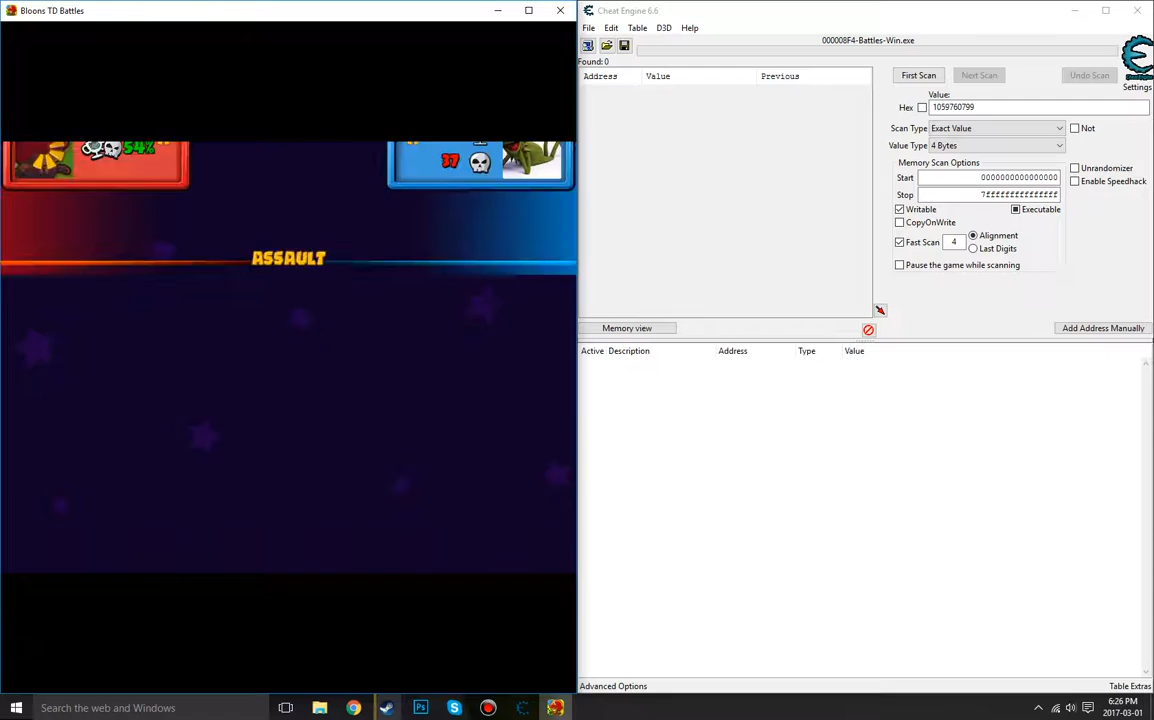 Bloons TD Battles
54%
37
ASSAULT
Cheat Engine 6.6
File Edit Table D3D Help
000008F4-Battles-Win.exe
Found: 0
Address Value Previous
First Scan Next Scan Undo Scan
Settings
Value:
Hex 1059760799
Scan Type Exact Value Not
Value Type 4 Bytes
Memory Scan Options
Unrandomizer
Enable Speedhack
Start 0000000000000000
Stop 7fffffffffffffff
Writable Executable
CopyOnWrite
Fast Scan 4 Alignment
Last Digits
Pause the game while scanning
Memory view Add Address Manually
Active Description Address Type Value
Advanced Options Table Extras
Search the web and Windows
6:26 PM
2017-03-01